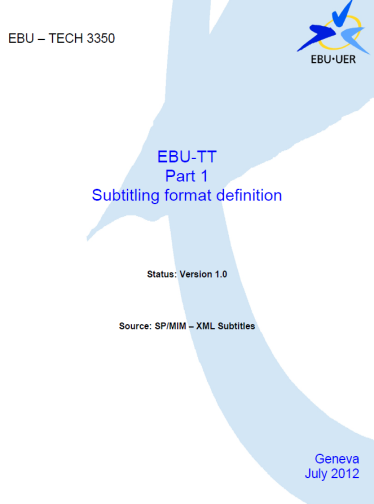 EBU – TECH 3350
EBU•UER
EBU-TT
Part 1
Subtitling format definition
Status: Version 1.0
Source: SP/MIM – XML Subtitles
Geneva
July 2012